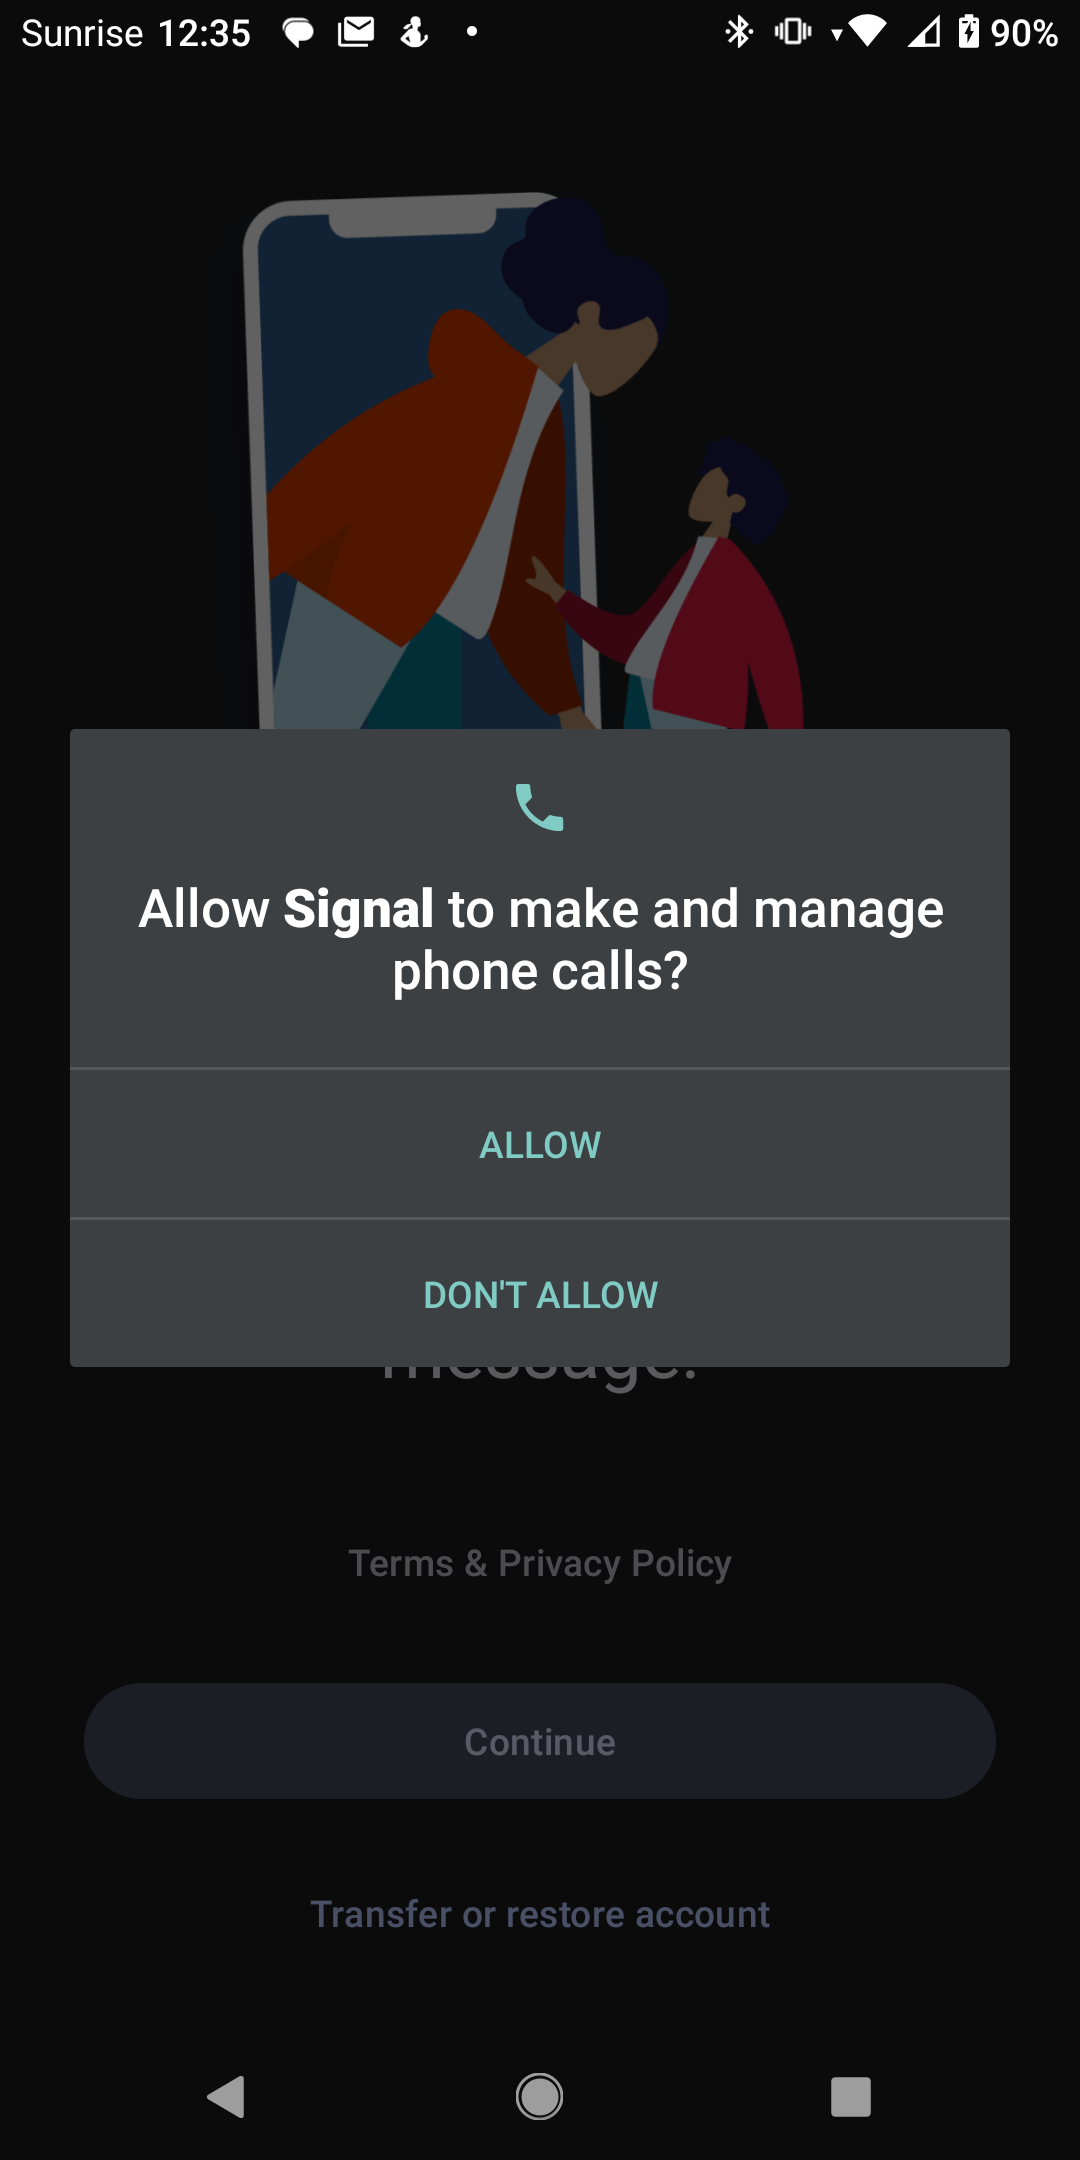 Sunrise 12:35 90%
Allow Signal to make and manage
phone calls?
ALLOW
DON'T ALLOW
message.
Terms & Privacy Policy
Continue
Transfer or restore account